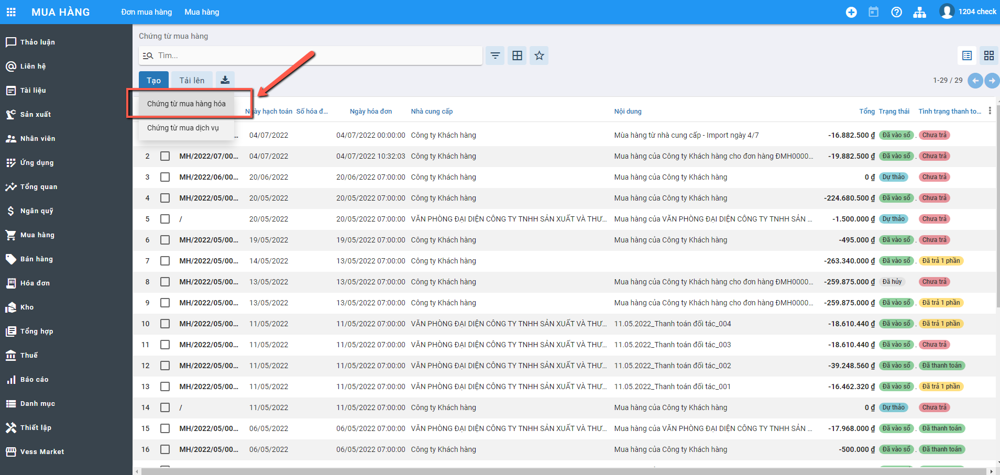 MUA HÀNG Đơn mua hàng Mua hàng 1204 check
Thảo luận
Liên hệ
Tài liệu
Sản xuất
Nhân viên
Ứng dụng
Tổng quan
Ngân quỹ
Mua hàng
Bán hàng
Hóa đơn
Kho
Tổng hợp
Thuế
Báo cáo
Danh mục
Thiết lập
Vess Market
Chứng từ mua hàng
Tìm...
Tạo Tải lên 1-29 / 29
Chứng từ mua hàng hóa
Chứng từ mua dịch vụ
Ngày hạch toán Số hóa đ... Ngày hóa đơn Nhà cung cấp Nội dung Tổng Trạng thái Tình trạng thanh to...
... 04/07/2022 04/07/2022 00:00:00 Công ty Khách hàng Mùa hàng từ nhà cung cấp - Import ngày 4/7 -16.882.500 ₫ Đã vào sổ . Chưa trả
2 MH/2022/07/00... 04/07/2022 04/07/2022 10:32:03 Công ty Khách hàng Mua hàng của Công ty Khách hàng cho đơn hàng ĐMH0000... -19.882.500 ₫ Đã vào sổ . Chưa trả
3 MH/2022/06/00... 20/06/2022 20/06/2022 07:00:00 Công ty Khách hàng Mua hàng của Công ty Khách hàng 0 ₫ Dự thảo Chưa trả
4 MH/2022/05/00... 20/05/2022 20/05/2022 07:00:00 Công ty Khách hàng Mua hàng của Công ty Khách hàng -224.680.500 ₫ Đã vào sổ . Chưa trả
5 / 20/05/2022 20/05/2022 07:00:00 VĂN PHÒNG ĐẠI DIỆN CÔNG TY TNHH SẢN XUẤT VÀ THƯ... Mua hàng của VĂN PHÒNG ĐẠI DIỆN CÔNG TY TNHH SẢN ... -1.500.000 ₫ Dự thảo Chưa trả
6 MH/2022/05/00... 19/05/2022 19/05/2022 07:00:00 Công ty Khách hàng Mua hàng của Công ty Khách hàng -495.000 ₫ Đã vào sổ . Chưa trả
7 MH/2022/05/00... 14/05/2022 13/05/2022 07:00:00 Công ty Khách hàng -263.340.000 ₫ Đã vào sổ . Đã trả 1 phần
8 MH/2022/05/00... 13/05/2022 13/05/2022 07:00:00 Công ty Khách hàng Mua hàng của Công ty Khách hàng cho đơn hàng ĐMH0000... -259.875.000 ₫ Đã hủy Chưa trả
9 MH/2022/05/00... 13/05/2022 13/05/2022 07:00:00 Công ty Khách hàng Mua hàng của Công ty Khách hàng cho đơn hàng ĐMH0000... -259.875.000 ₫ Đã vào sổ . Đã trả 1 phần
10 MH/2022/05/00... 11/05/2022 11/05/2022 07:00:00 VĂN PHÒNG ĐẠI DIỆN CÔNG TY TNHH SẢN XUẤT VÀ THƯ... 11.05.2022_Thanh toán đối tác_004 -18.610.440 ₫ Đã vào sổ . Đã trả 1 phần
11 MH/2022/05/00... 11/05/2022 11/05/2022 07:00:00 VĂN PHÒNG ĐẠI DIỆN CÔNG TY TNHH SẢN XUẤT VÀ THƯ... 11.05.2022_Thanh toán đối tác_003 -18.610.440 ₫ Đã vào sổ . Chưa trả
12 MH/2022/05/00... 11/05/2022 11/05/2022 07:00:00 VĂN PHÒNG ĐẠI DIỆN CÔNG TY TNHH SẢN XUẤT VÀ THƯ... 11.05.2022_Thanh toán đối tác_002 -39.248.560 ₫ Đã vào sổ . Đã thanh toán
13 MH/2022/05/00... 11/05/2022 11/05/2022 07:00:00 VĂN PHÒNG ĐẠI DIỆN CÔNG TY TNHH SẢN XUẤT VÀ THƯ... 11.05.2022_Thanh toán đối tác_001 -16.462.320 ₫ Đã vào sổ . Đã trả 1 phần
14 / 11/05/2022 11/05/2022 07:00:00 Công ty Khách hàng Mua hàng của Công ty Khách hàng 0 ₫ Dự thảo Chưa trả
15 MH/2022/05/00... 06/05/2022 06/05/2022 07:00:00 VĂN PHÒNG ĐẠI DIỆN CÔNG TY TNHH SẢN XUẤT VÀ THƯ... Mua hàng của VĂN PHÒNG ĐẠI DIỆN CÔNG TY TNHH SẢN ... -17.968.000 ₫ Đã vào sổ . Đã thanh toán
16 MH/2022/05/00... 06/05/2022 06/05/2022 07:00:00 Công ty Khách hàng Mua hàng của Công ty Khách hàng -500.000 ₫ Đã vào sổ . Đã thanh toán